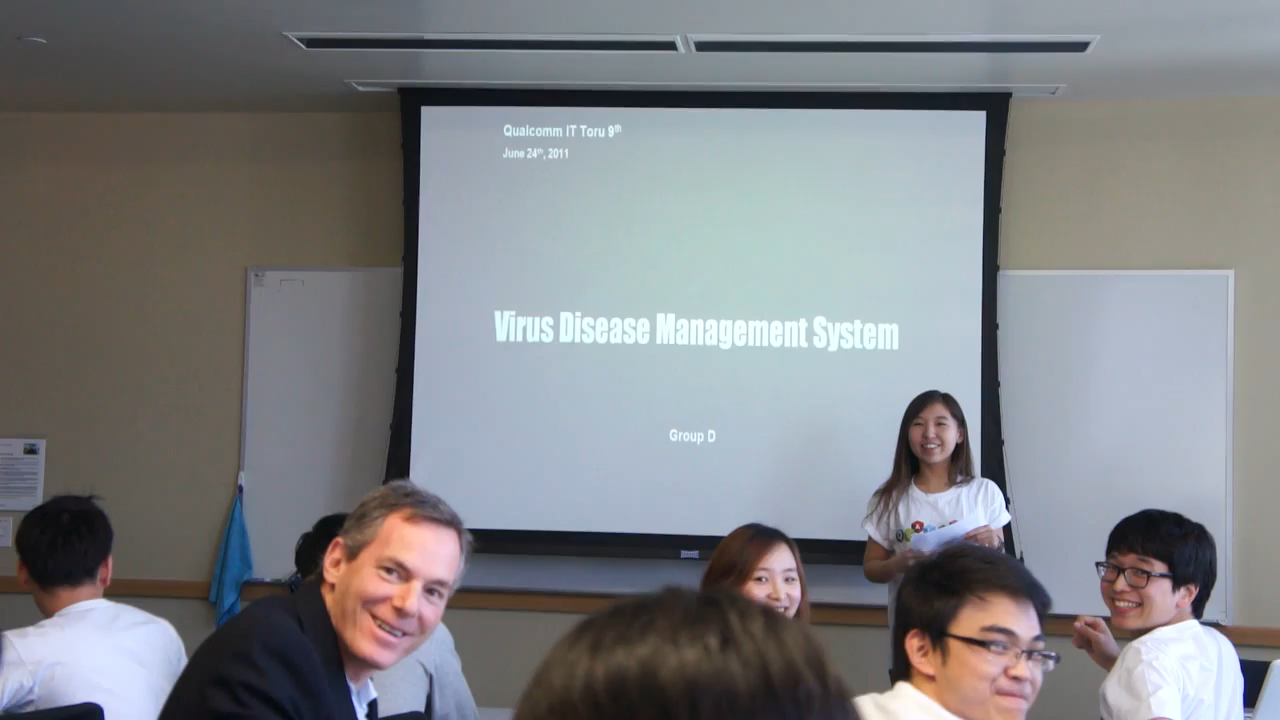 Qualcomm IT Toru 9th
June 24th, 2011
Virus Disease Management System
Group D